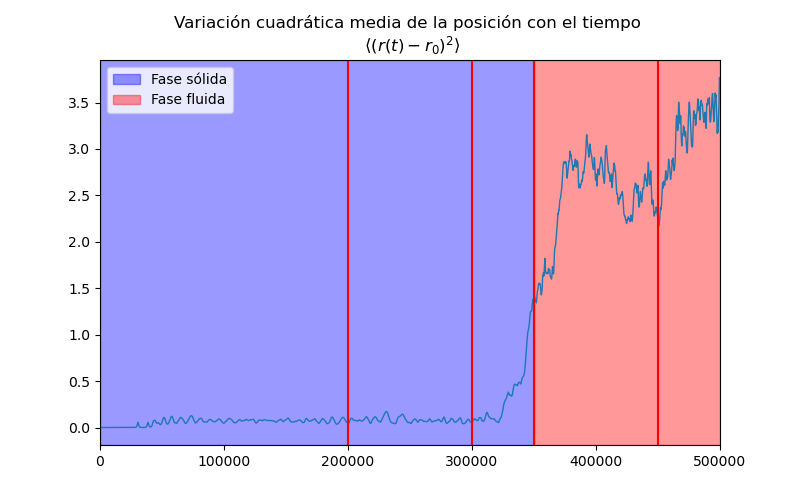 Variación cuadrática media de la posición con el tiempo
⟨(r(t) − r₀)²⟩
Fase sólida
Fase fluida
3.5
3.0
2.5
2.0
1.5
1.0
0.5
0.0
0 100000 200000 300000 400000 500000